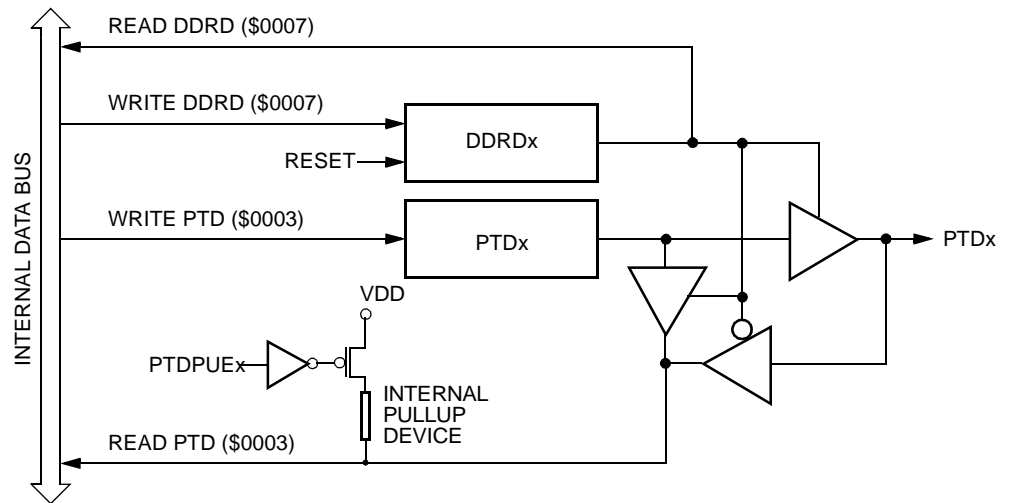 READ DDRD ($0007)
WRITE DDRD ($0007)
DDRDx
RESET
WRITE PTD ($0003)
PTDx
PTDx
VDD
PTDPUEx
INTERNAL
PULLUP
DEVICE
READ PTD ($0003)
INTERNAL DATA BUS